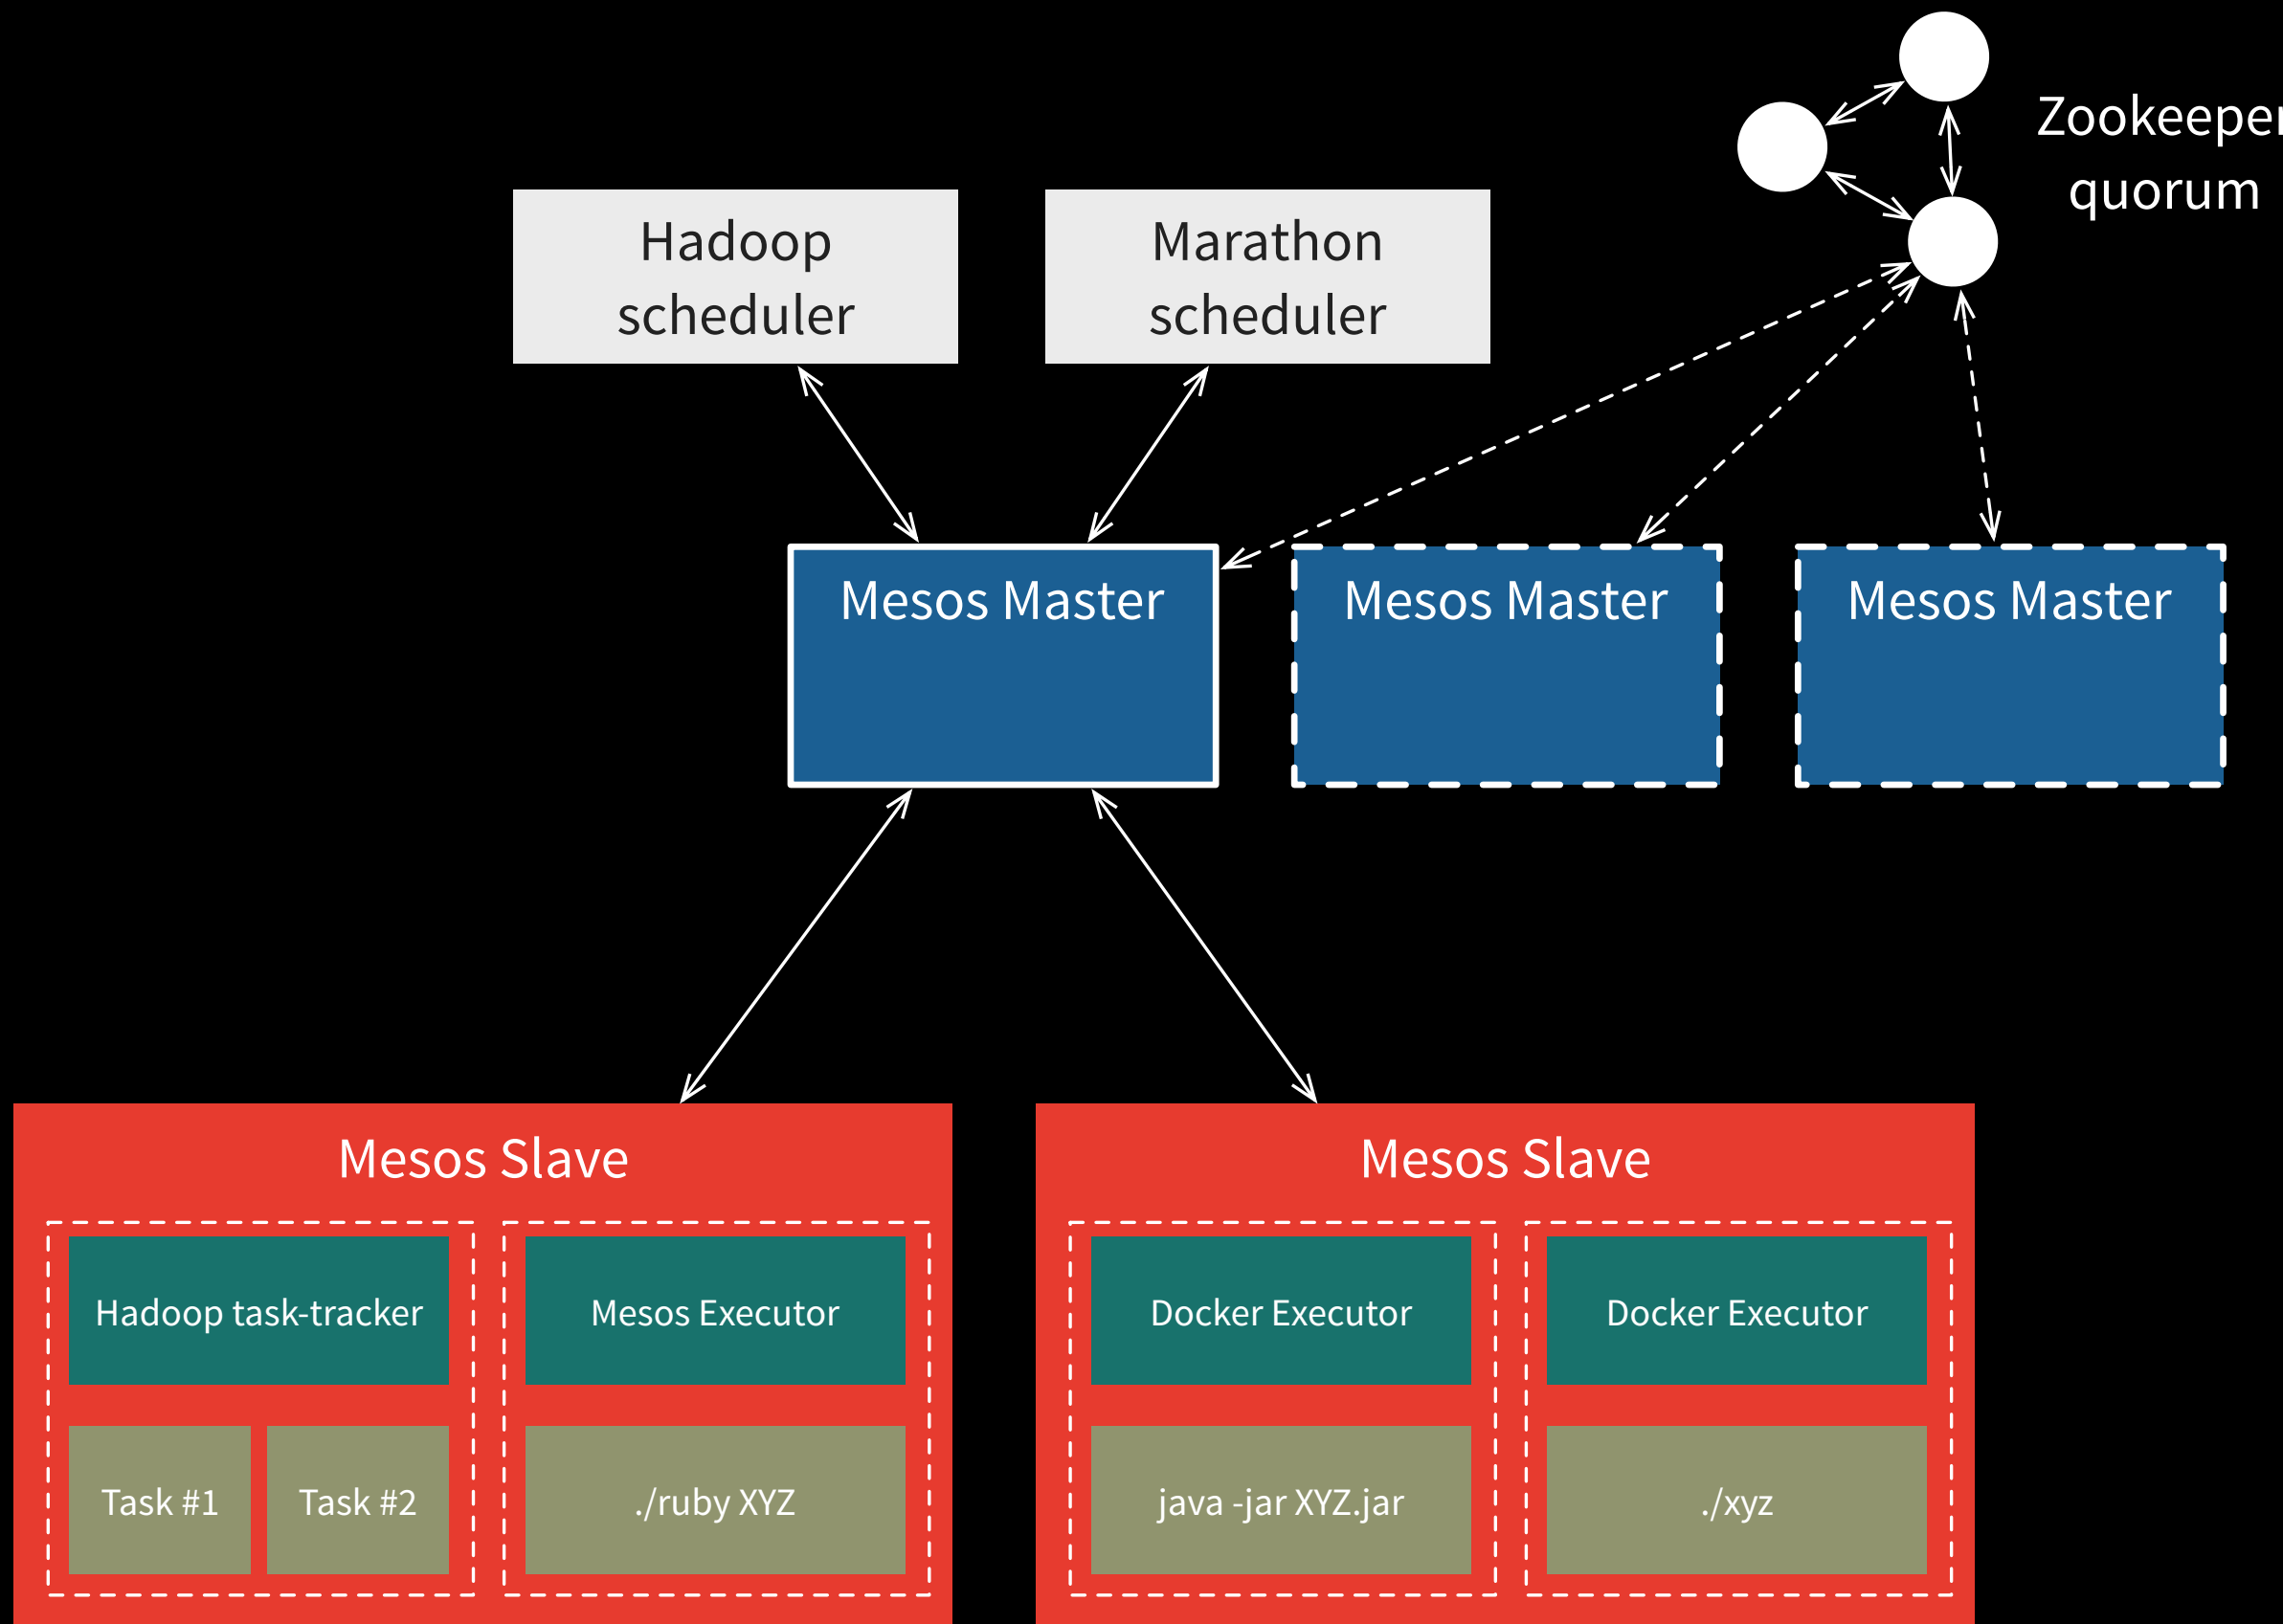 Zookeeper
quorum
Hadoop
scheduler
Marathon
scheduler
Mesos Master
Mesos Master
Mesos Master
Mesos Slave
Hadoop task-tracker
Mesos Executor
Task #1
Task #2
./ruby XYZ
Mesos Slave
Docker Executor
Docker Executor
java -jar XYZ.jar
./xyz